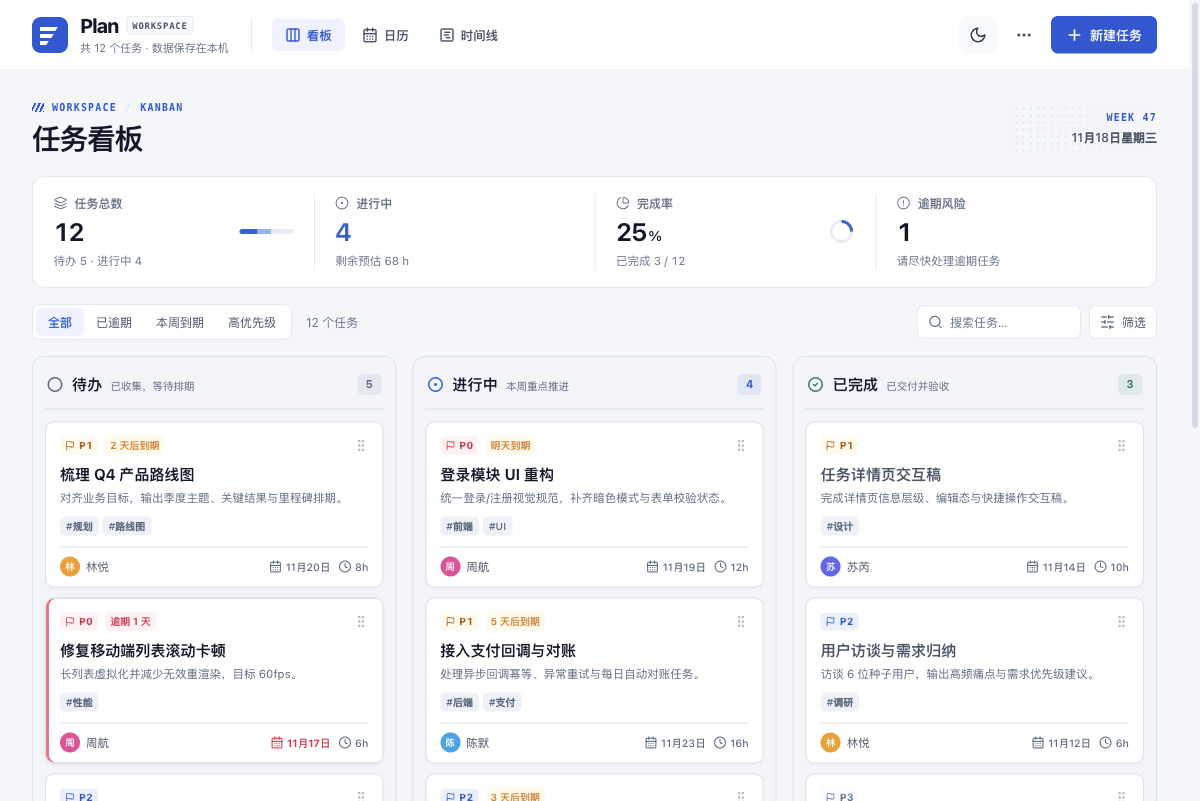 Plan WORKSPACE
共 12 个任务 · 数据保存在本机
看板
日历
时间线
新建任务
WORKSPACE / KANBAN
任务看板
WEEK 47
11月18日星期三
任务总数
12
待办 5 · 进行中 4
进行中
4
剩余预估 68 h
完成率
25%
已完成 3 / 12
逾期风险
1
请尽快处理逾期任务
全部
已逾期
本周到期
高优先级
12 个任务
搜索任务...
筛选
待办 已收集，等待排期 5
P1 2 天后到期
梳理 Q4 产品路线图
对齐业务目标，输出季度主题、关键结果与里程碑排期。
#规划 #路线图
林 林悦 11月20日 8h
P0 逾期 1 天
修复移动端列表滚动卡顿
长列表虚拟化并减少无效重渲染，目标 60fps。
#性能
周 周航 11月17日 6h
P2
进行中 本周重点推进 4
P0 明天到期
登录模块 UI 重构
统一登录/注册视觉规范，补齐暗色模式与表单校验状态。
#前端 #UI
周 周航 11月19日 12h
P1 5 天后到期
接入支付回调与对账
处理异步回调幂等、异常重试与每日自动对账任务。
#后端 #支付
陈 陈默 11月23日 16h
P2 3 天后到期
已完成 已交付并验收 3
P1
任务详情页交互稿
完成详情页信息层级、编辑态与快捷操作交互稿。
#设计
苏 苏芮 11月14日 10h
P2
用户访谈与需求归纳
访谈 6 位种子用户，输出高频痛点与需求优先级建议。
#调研
林 林悦 11月12日 6h
P3